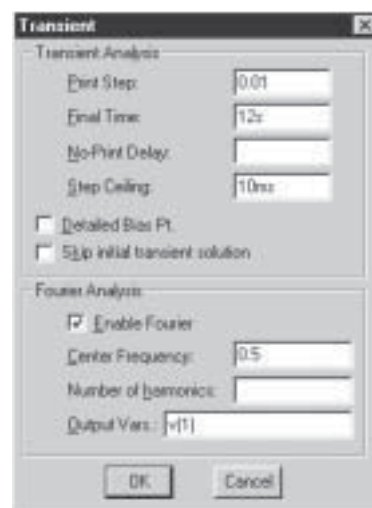 Transient
Transient Analysis
Print Step: 0.01
Final Time: 12s
No-Print Delay:
Step Ceiling: 10ms
Detailed Bias Pt.
Skip initial transient solution
Fourier Analysis
Enable Fourier
Center Frequency: 0.5
Number of harmonics:
Output Vars.: v(1)
OK Cancel